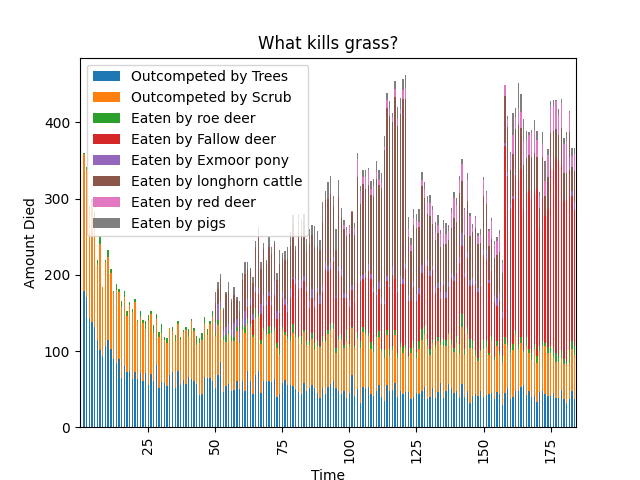 What kills grass?
Outcompeted by Trees
Outcompeted by Scrub
Eaten by roe deer
Eaten by Fallow deer
Eaten by Exmoor pony
Eaten by longhorn cattle
Eaten by red deer
Eaten by pigs
400
300
200
100
0
Amount Died
25
50
75
100
125
150
175
Time